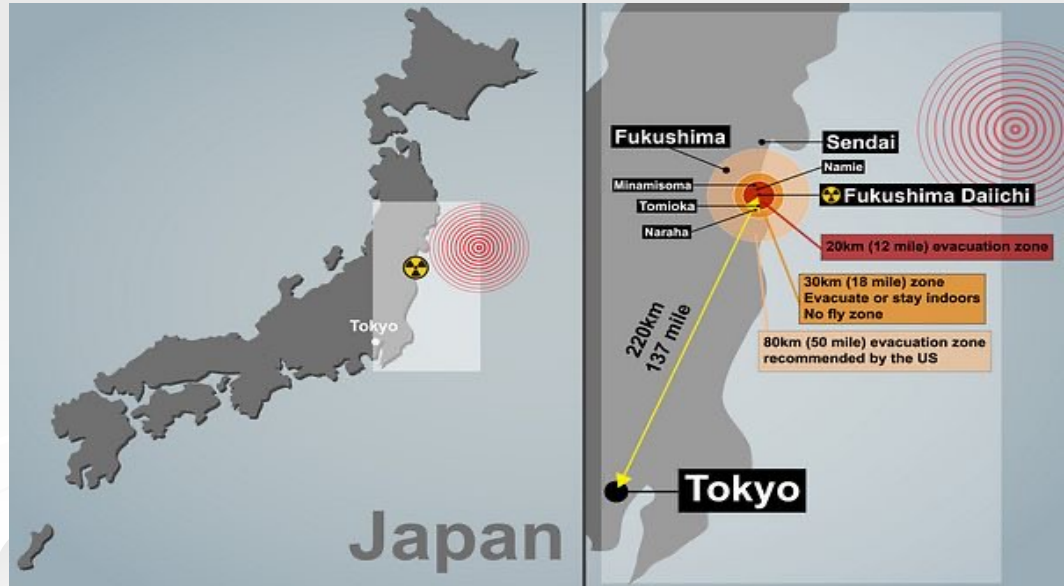 Tokyo
Japan
Fukushima
Sendai
Namie
Minamisoma
Fukushima Daiichi
Tomioka
Naraha
20km (12 mile) evacuation zone
30km (18 mile) zone
Evacuate or stay indoors
No fly zone
80km (50 mile) evacuation zone
recommended by the US
220km
137 mile
Tokyo